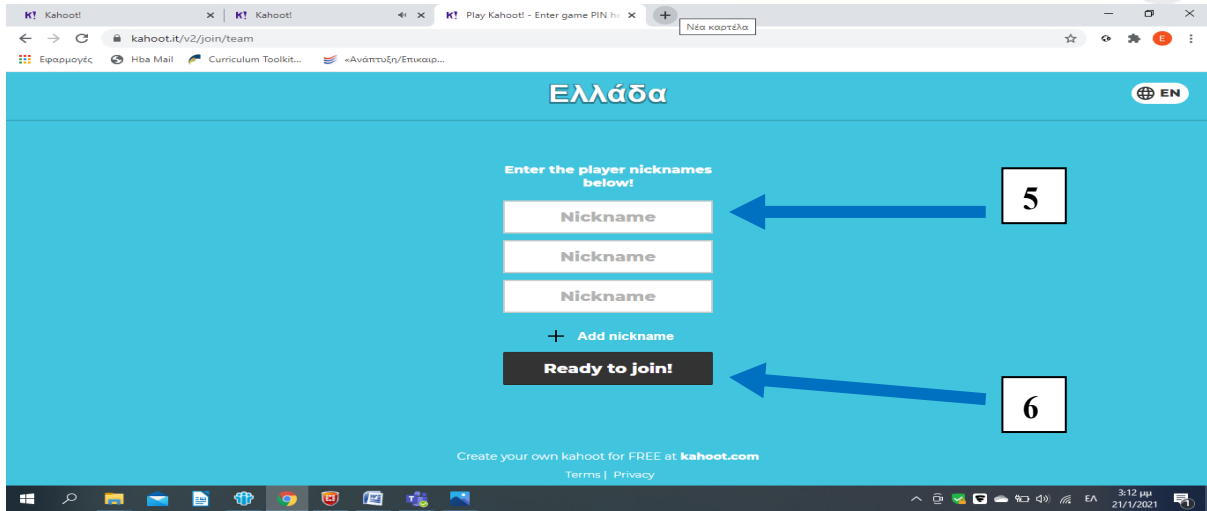 K! Kahoot!
K! Kahoot!
K! Play Kahoot! - Enter game PIN he
Νέα καρτέλα
kahoot.it/v2/join/team
E
Εφαρμογές
Hba Mail
Curriculum Toolkit...
«Ανάπτυξη/Επικαιρ...
Ελλάδα
EN
Enter the player nicknames
below!
5
Nickname
Nickname
Nickname
+ Add nickname
Ready to join!
6
Create your own kahoot for FREE at kahoot.com
Terms | Privacy
ΕΛ
3:12 μμ
21/1/2021